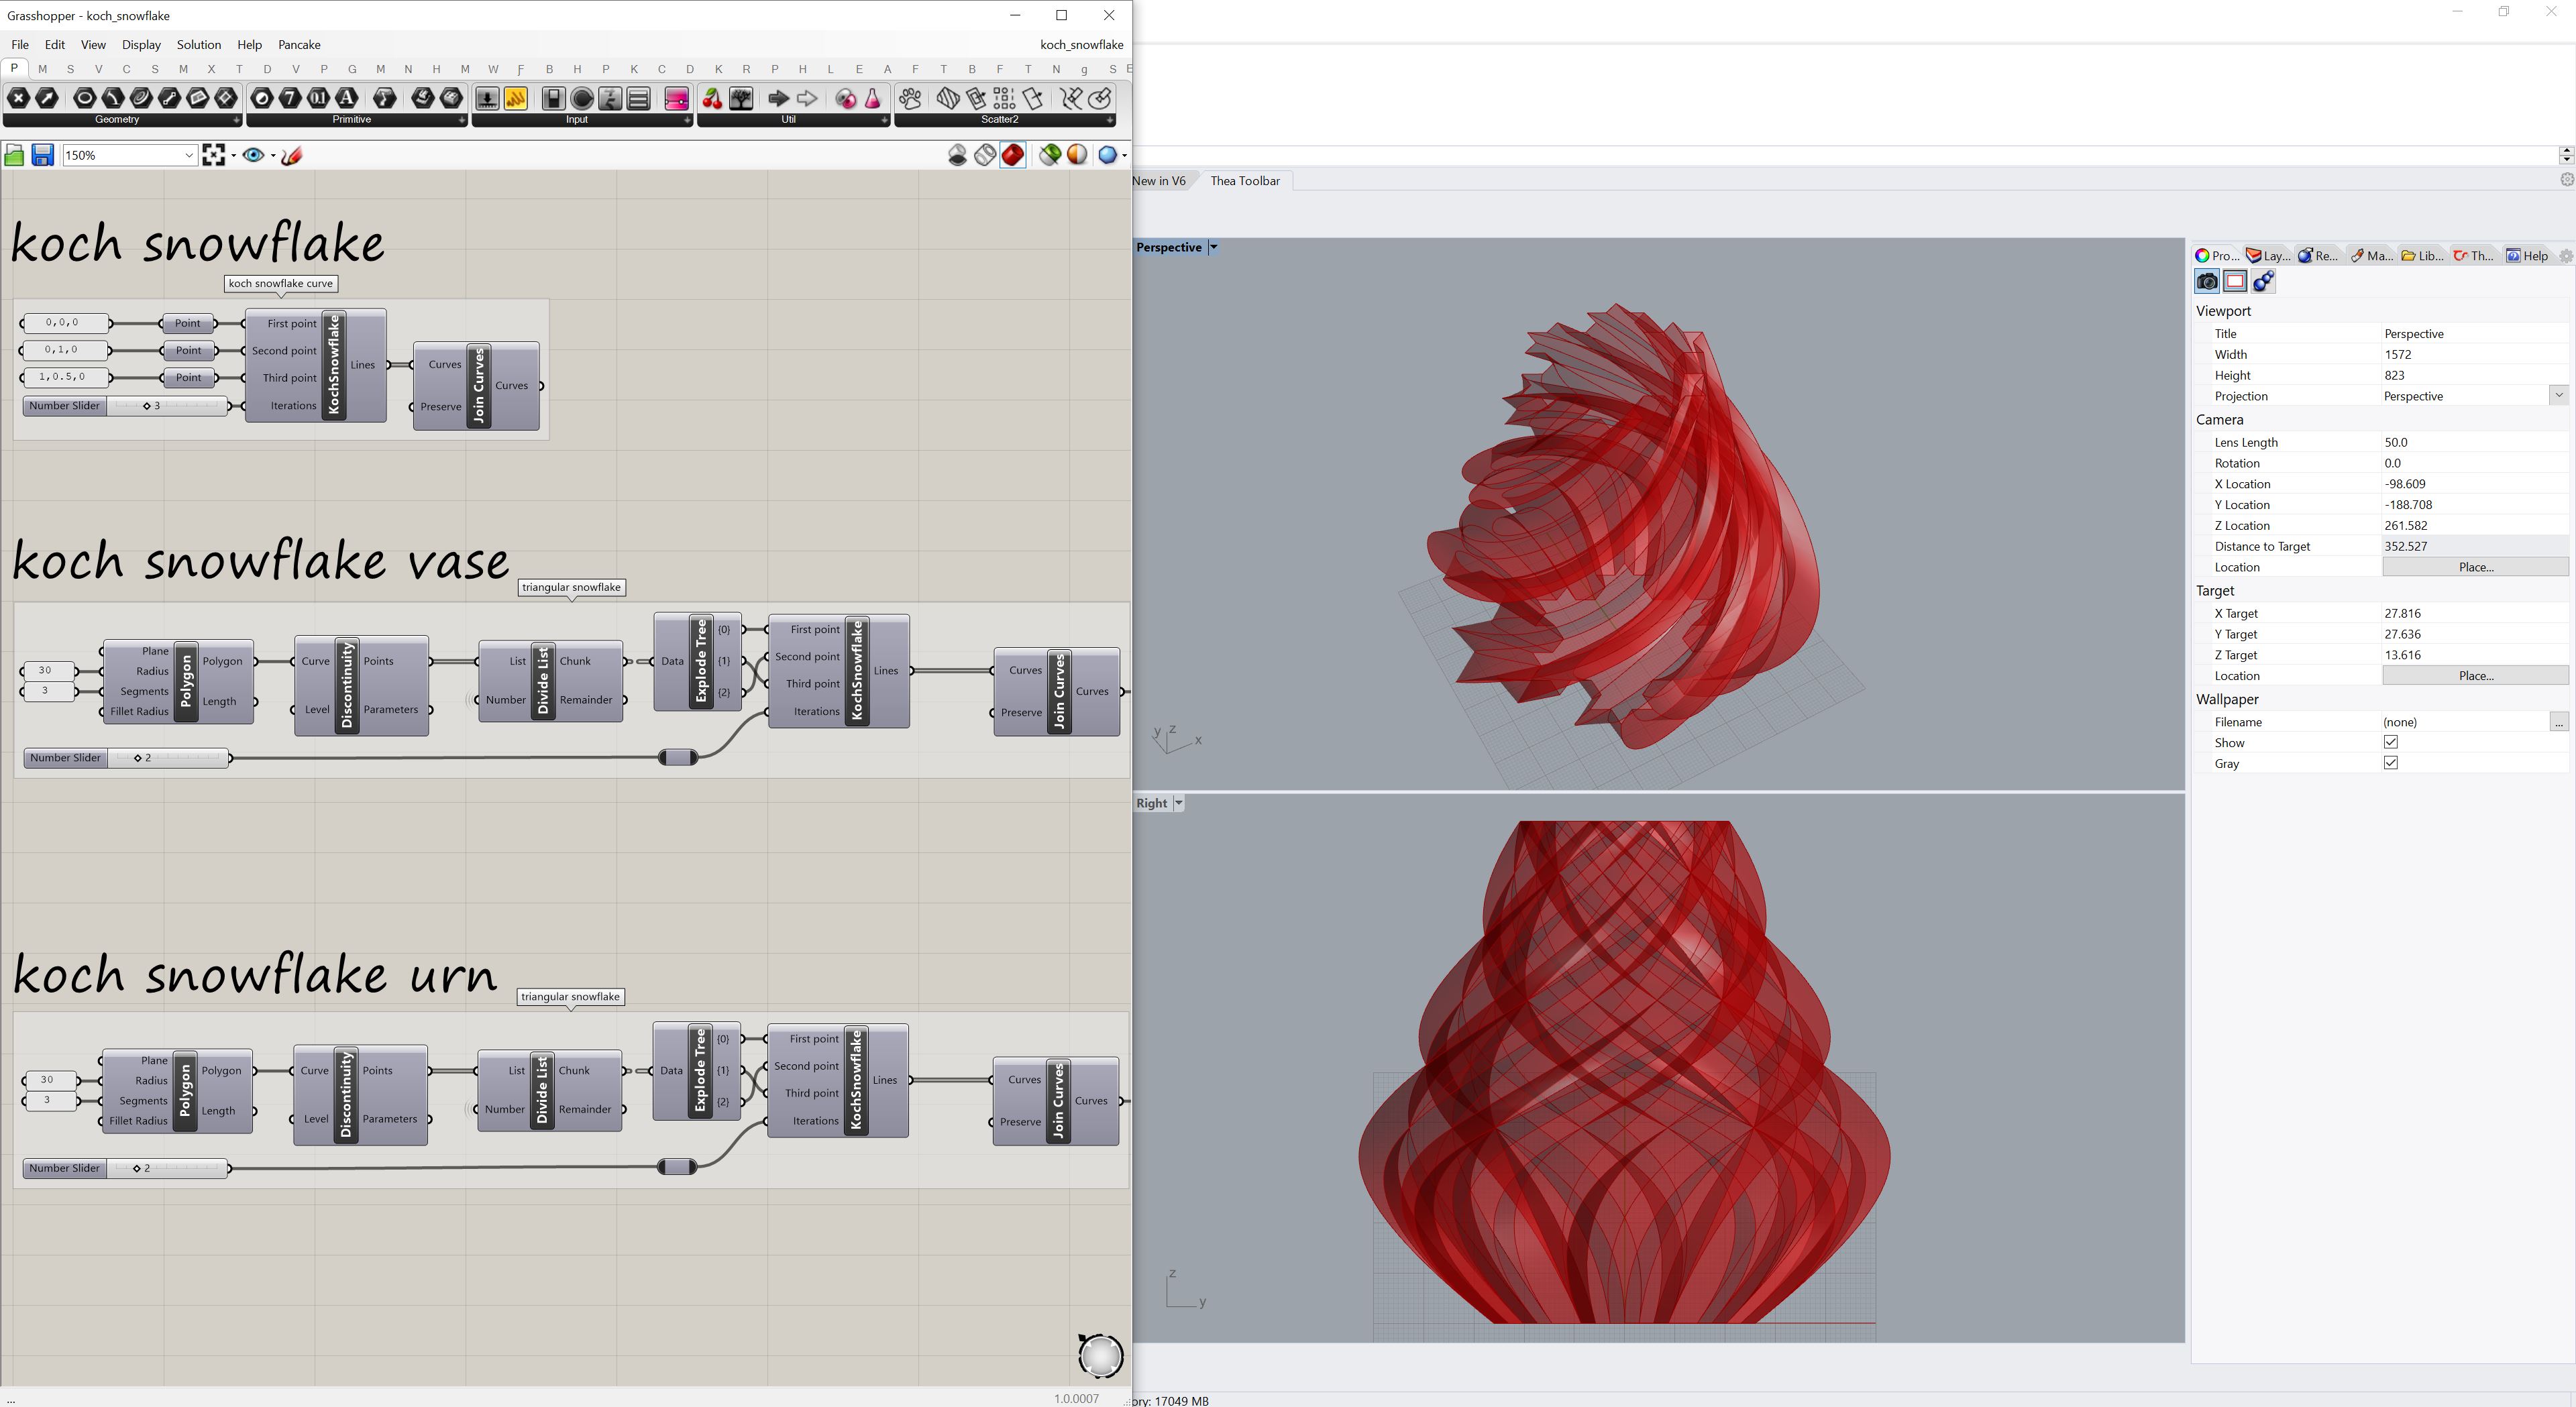 Grasshopper - koch_snowflake
File Edit View Display Solution Help Pancake koch_snowflake
P M S V C S M X T D V P G M N H M W F B H P K C D K R P H L E A F T B F T N g S E
Geometry Primitive Input Util Scatter2
150%
koch snowflake
koch snowflake curve
0,0,0 Point First point
0,1,0 Point Second point
1,0.5,0 Point Third point
Number Slider 3 Iterations
KochSnowflake
Lines
Curves
Preserve
Join Curves
Curves
koch snowflake vase
triangular snowflake
30
3
Plane
Radius
Segments
Fillet Radius
Polygon
Polygon
Length
Curve
Level
Discontinuity
Points
Parameters
List
Number
Divide List
Chunk
Remainder
Data
Explode Tree
{0}
{1}
{2}
First point
Second point
Third point
Iterations
KochSnowflake
Lines
Curves
Preserve
Join Curves
Curves
Number Slider 2
koch snowflake urn
triangular snowflake
30
3
Plane
Radius
Segments
Fillet Radius
Polygon
Polygon
Length
Curve
Level
Discontinuity
Points
Parameters
List
Number
Divide List
Chunk
Remainder
Data
Explode Tree
{0}
{1}
{2}
First point
Second point
Third point
Iterations
KochSnowflake
Lines
Curves
Preserve
Join Curves
Curves
Number Slider 2
...
1.0.0007
New in V6 Thea Toolbar
Perspective
y z x
Right
z
y
ory: 17049 MB
Pro... Lay... Re... Ma... Lib... Th... Help
Viewport
Title Perspective
Width 1572
Height 823
Projection Perspective
Camera
Lens Length 50.0
Rotation 0.0
X Location -98.609
Y Location -188.708
Z Location 261.582
Distance to Target 352.527
Location Place...
Target
X Target 27.816
Y Target 27.636
Z Target 13.616
Location Place...
Wallpaper
Filename (none) ...
Show
Gray